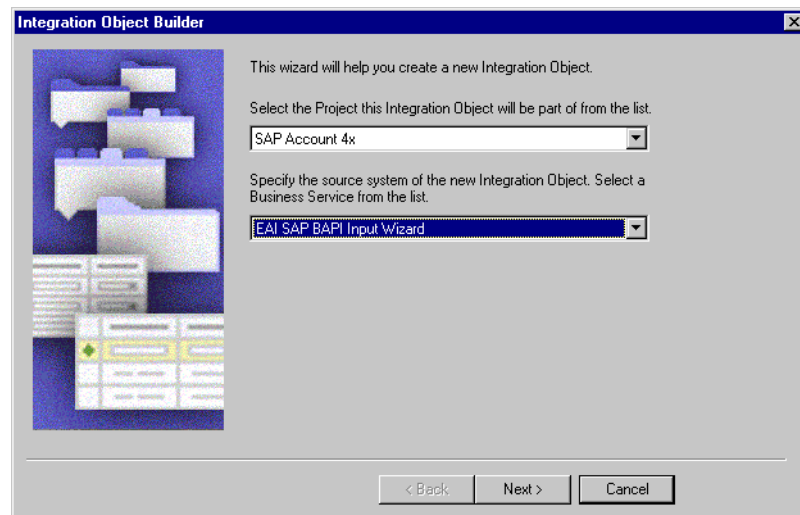 Integration Object Builder
This wizard will help you create a new Integration Object.
Select the Project this Integration Object will be part of from the list.
SAP Account 4x
Specify the source system of the new Integration Object. Select a
Business Service from the list.
EAI SAP BAPI Input Wizard
< Back Next > Cancel